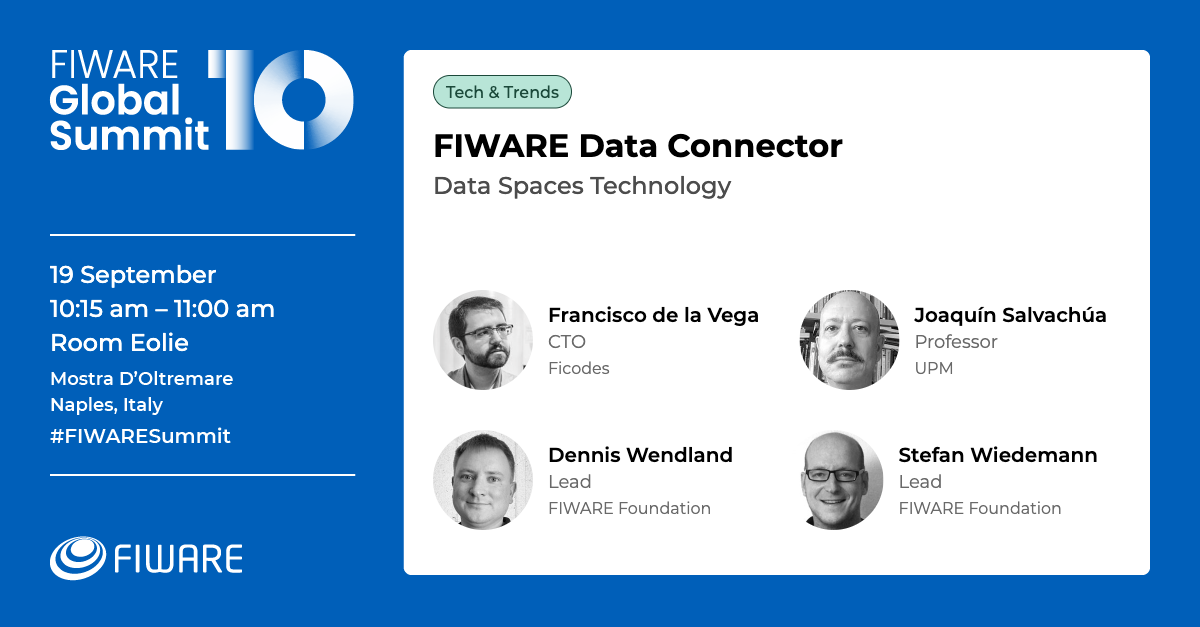 FIWARE
Global
Summit
10
19 September
10:15 am – 11:00 am
Room Eolie
Mostra D’Oltremare
Naples, Italy
#FIWARESummit
FIWARE
Tech & Trends
FIWARE Data Connector
Data Spaces Technology
Francisco de la Vega
CTO
Ficodes
Joaquín Salvachúa
Professor
UPM
Dennis Wendland
Lead
FIWARE Foundation
Stefan Wiedemann
Lead
FIWARE Foundation